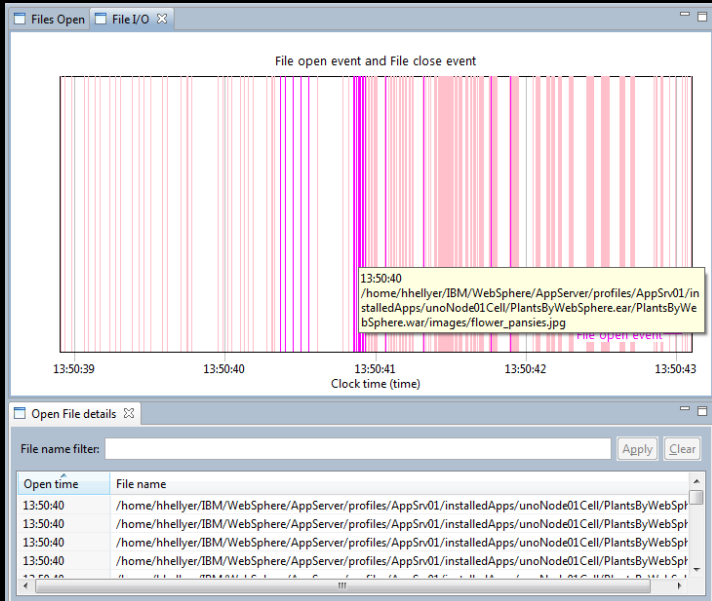 Files Open File I/O
File open event and File close event
13:50:40
/home/hhellyer/IBM/WebSphere/AppServer/profiles/AppSrv01/in
stalledApps/unoNode01Cell/PlantsByWebSphere.ear/PlantsByWe
bSphere.war/images/flower_pansies.jpg
File open event
13:50:39 13:50:40 13:50:41 13:50:42 13:50:43
Clock time (time)
Open File details
File name filter: Apply Clear
Open time File name
13:50:40 /home/hhellyer/IBM/WebSphere/AppServer/profiles/AppSrv01/installedApps/unoNode01Cell/PlantsByWebSph
13:50:40 /home/hhellyer/IBM/WebSphere/AppServer/profiles/AppSrv01/installedApps/unoNode01Cell/PlantsByWebSph
13:50:40 /home/hhellyer/IBM/WebSphere/AppServer/profiles/AppSrv01/installedApps/unoNode01Cell/PlantsByWebSph
13:50:40 /home/hhellyer/IBM/WebSphere/AppServer/profiles/AppSrv01/installedApps/unoNode01Cell/PlantsByWebSph